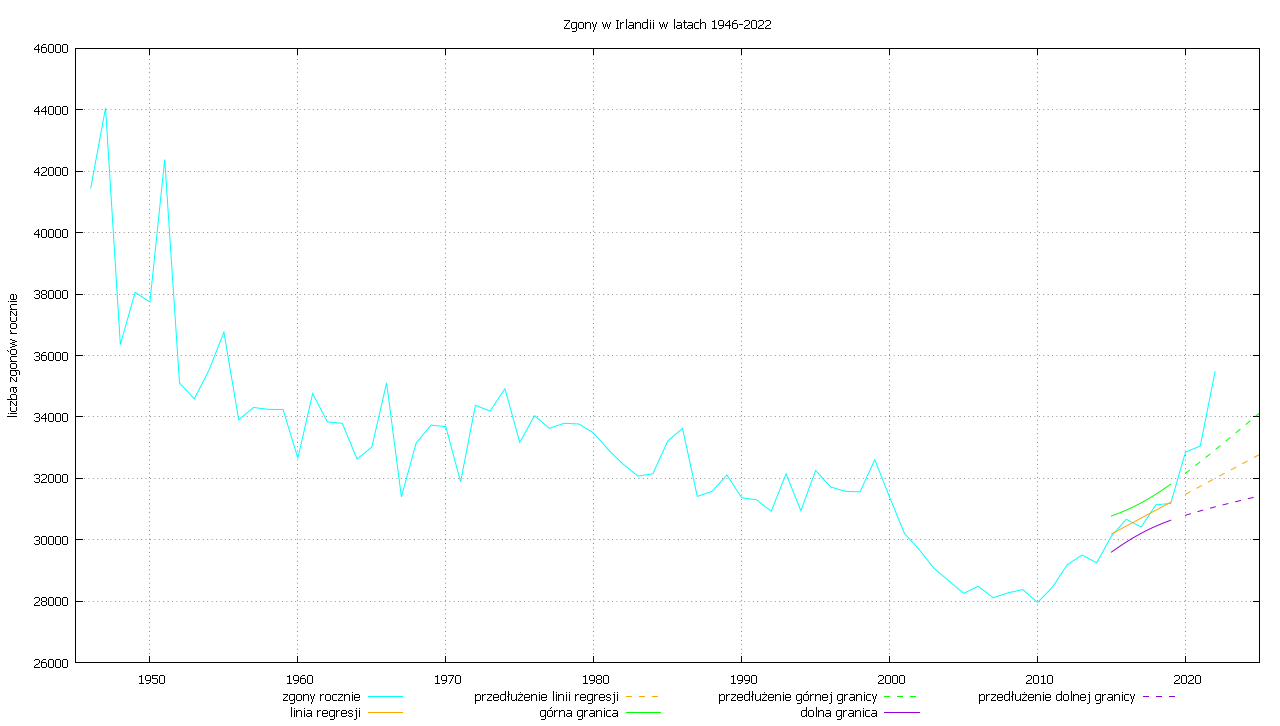 Zgony w Irlandii w latach 1946-2022
46000
44000
42000
40000
38000
36000
34000
32000
30000
28000
26000
liczba zgonów rocznie
1950 1960 1970 1980 1990 2000 2010 2020
zgony rocznie przedłużenie linii regresji przedłużenie górnej granicy przedłużenie dolnej granicy
linia regresji górna granica dolna granica